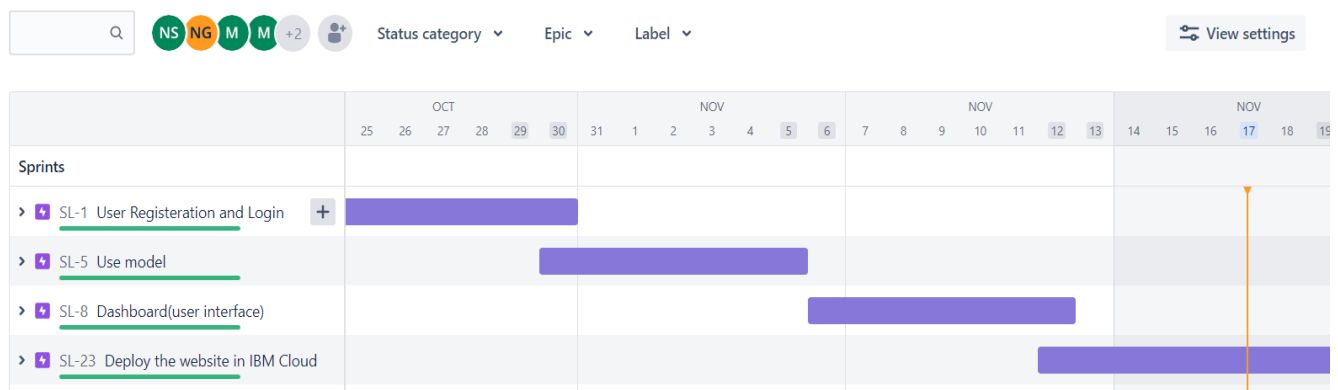 NS NG M M +2 Status category Epic Label View settings
OCT NOV NOV NOV
25 26 27 28 29 30 31 1 2 3 4 5 6 7 8 9 10 11 12 13 14 15 16 17 18 19
Sprints
SL-1 User Registeration and Login +
SL-5 Use model
SL-8 Dashboard(user interface)
SL-23 Deploy the website in IBM Cloud